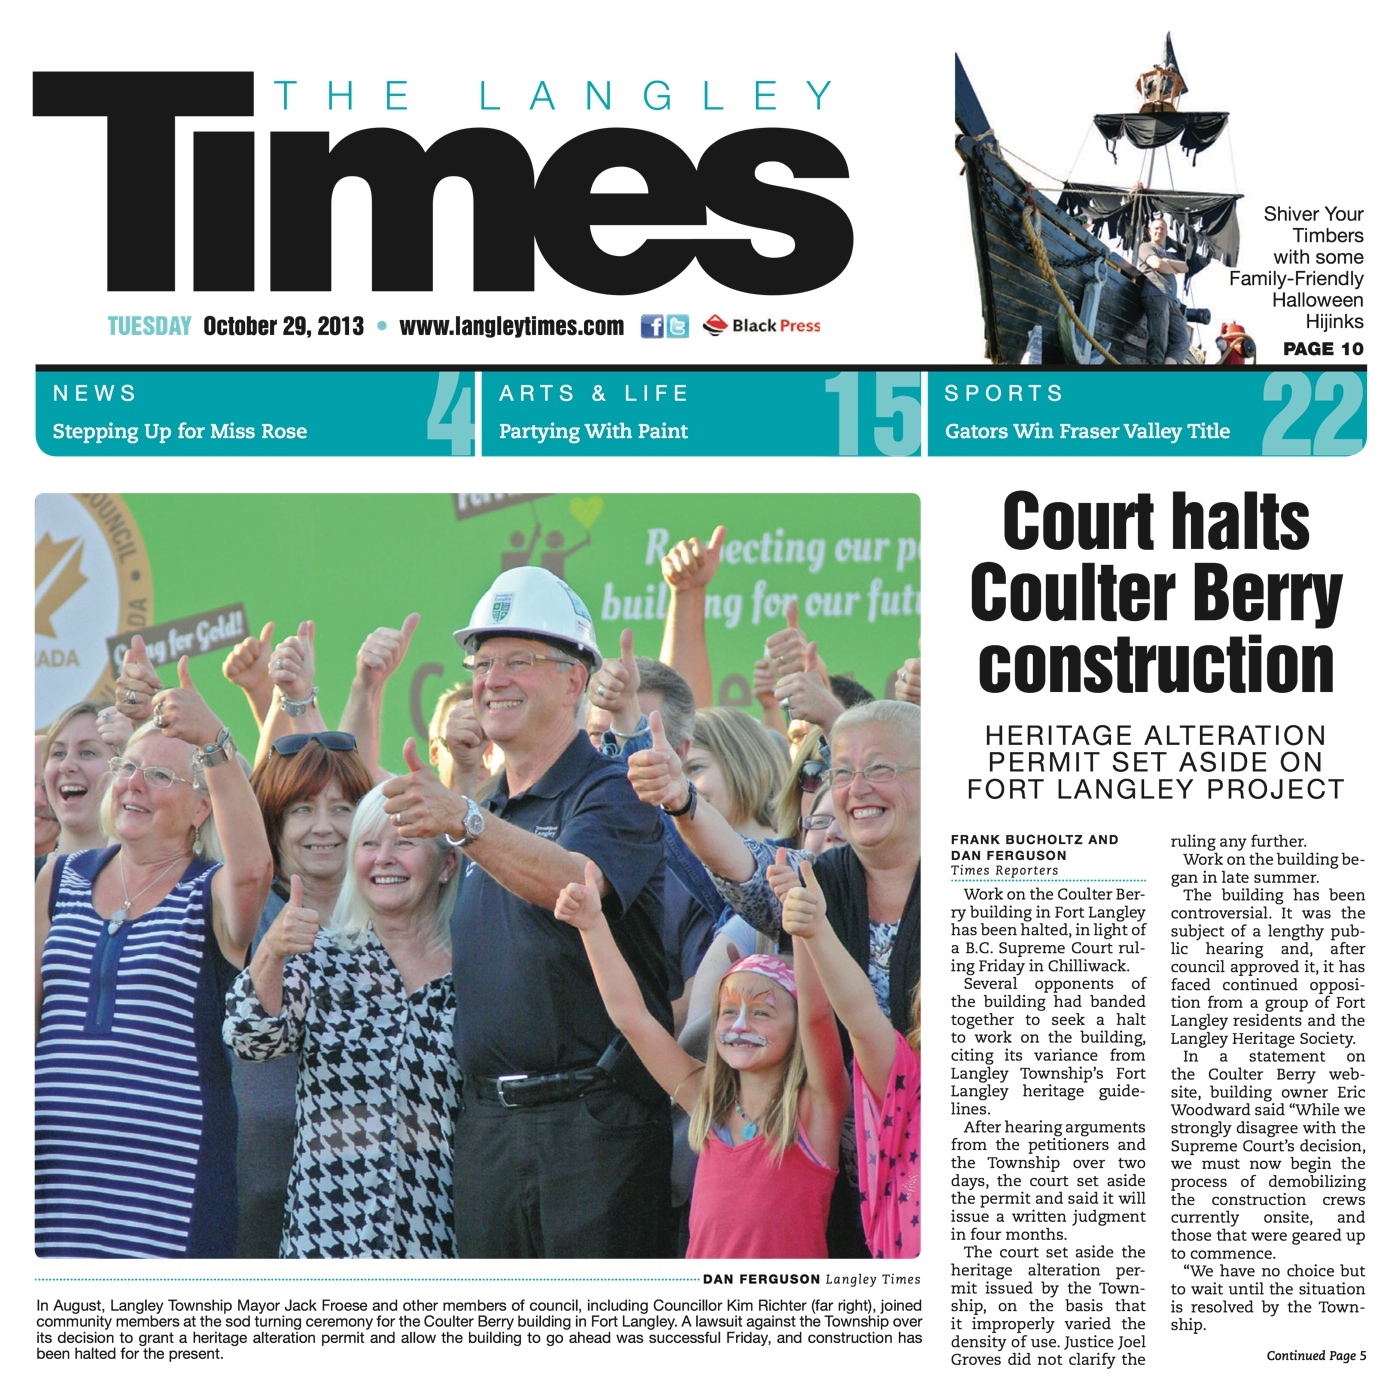 THE LANGLEY
Times
TUESDAY October 29, 2013 • www.langleytimes.com
f t Black Press
Shiver Your
Timbers
with some
Family-Friendly
Halloween
Hijinks
PAGE 10
NEWS
Stepping Up for Miss Rose
4
ARTS & LIFE
Partying With Paint
15
SPORTS
Gators Win Fraser Valley Title
22
COUNCIL •
ADA
Going for Gold!
ecting our p
buil ng for our fut
Langley
Court halts
Coulter Berry
construction
HERITAGE ALTERATION
PERMIT SET ASIDE ON
FORT LANGLEY PROJECT
DAN FERGUSON Langley Times
In August, Langley Township Mayor Jack Froese and other members of council, including Councillor Kim Richter (far right), joined
community members at the sod turning ceremony for the Coulter Berry building in Fort Langley. A lawsuit against the Township over
its decision to grant a heritage alteration permit and allow the building to go ahead was successful Friday, and construction has
been halted for the present.
FRANK BUCHOLTZ AND
DAN FERGUSON
Times Reporters
Work on the Coulter Ber-
ry building in Fort Langley
has been halted, in light of
a B.C. Supreme Court rul-
ing Friday in Chilliwack.
Several opponents of
the building had banded
together to seek a halt
to work on the building,
citing its variance from
Langley Township's Fort
Langley heritage guide-
lines.
After hearing arguments
from the petitioners and
the Township over two
days, the court set aside
the permit and said it will
issue a written judgment
in four months.
The court set aside the
heritage alteration per-
mit issued by the Town-
ship, on the basis that
it improperly varied the
density of use. Justice Joel
Groves did not clarify the
ruling any further.
Work on the building be-
gan in late summer.
The building has been
controversial. It was the
subject of a lengthy pub-
lic hearing and, after
council approved it, it has
faced continued opposi-
tion from a group of Fort
Langley residents and the
Langley Heritage Society.
In a statement on
the Coulter Berry web-
site, building owner Eric
Woodward said “While we
strongly disagree with the
Supreme Court's decision,
we must now begin the
process of demobilizing
the construction crews
currently onsite, and
those that were geared up
to commence.
“We have no choice but
to wait until the situation
is resolved by the Town-
ship.
Continued Page 5